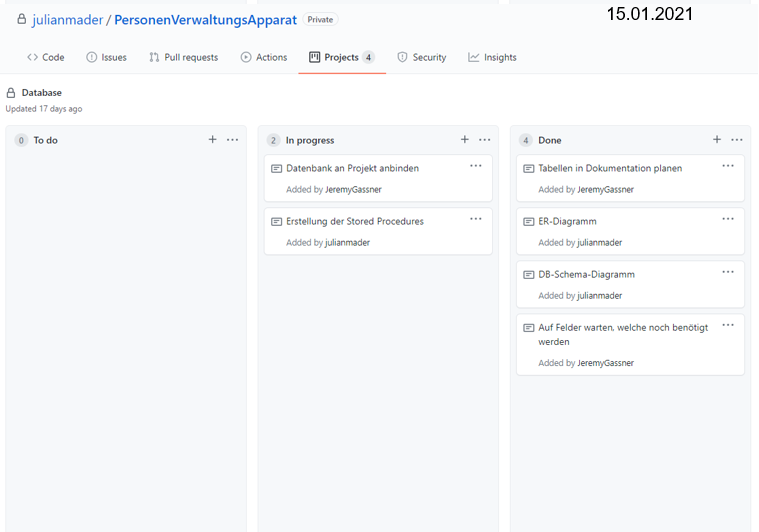 15.01.2021
julianmader / PersonenVerwaltungsApparat Private
Code Issues Pull requests Actions Projects 4 Security Insights
Database
Updated 17 days ago
0 To do
2 In progress
Datenbank an Projekt anbinden
Added by JeremyGassner
Erstellung der Stored Procedures
Added by julianmader
4 Done
Tabellen in Dokumentation planen
Added by JeremyGassner
ER-Diagramm
Added by julianmader
DB-Schema-Diagramm
Added by julianmader
Auf Felder warten, welche noch benötigt
werden
Added by JeremyGassner